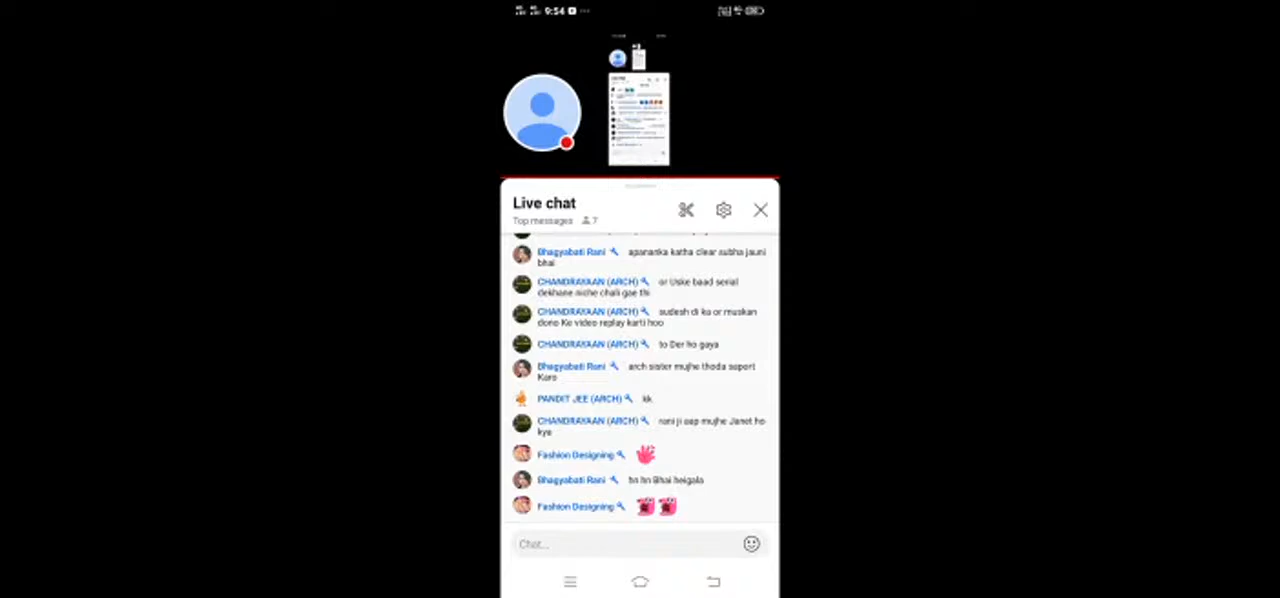 9:54
Live chat
Top messages 7
Bhagyabati Rani apananka katha clear subha jauni
bhai
CHANDRAYAAN (ARCH) or Uske baad serial
dekhane niche chali gae thi
CHANDRAYAAN (ARCH) sudesh di ka or muskan
dono Ke video replay karti hoo
CHANDRAYAAN (ARCH) to Der ho gaya
Bhagyabati Rani arch sister mujhe thoda saport
Karo
PANDIT JEE (ARCH) kk
CHANDRAYAAN (ARCH) rani ji aap mujhe Janet ho
kya
Fashion Designing
Bhagyabati Rani hn hn Bhai heigala
Fashion Designing
Chat...